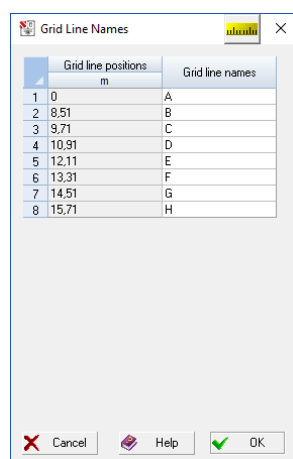 Grid Line Names
Grid line positions Grid line names
m
1 0 A
2 8,51 B
3 9,71 C
4 10,91 D
5 12,11 E
6 13,31 F
7 14,51 G
8 15,71 H
Cancel Help OK